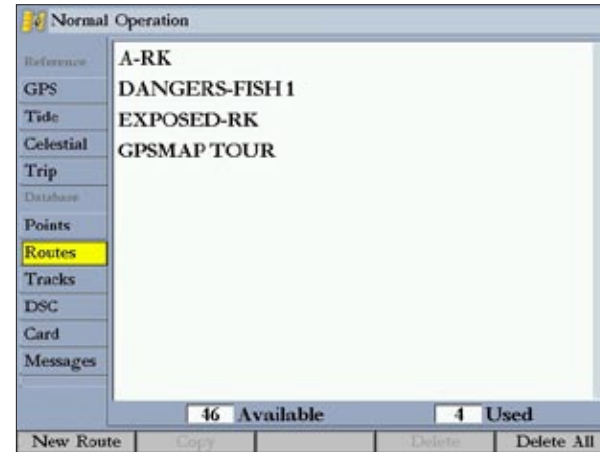 Normal Operation
Reference
GPS
Tide
Celestial
Trip
Database
Points
Routes
Tracks
DSC
Card
Messages
A-RK
DANGERS-FISH 1
EXPOSED-RK
GPSMAP TOUR
46 Available 4 Used
New Route Copy Delete Delete All